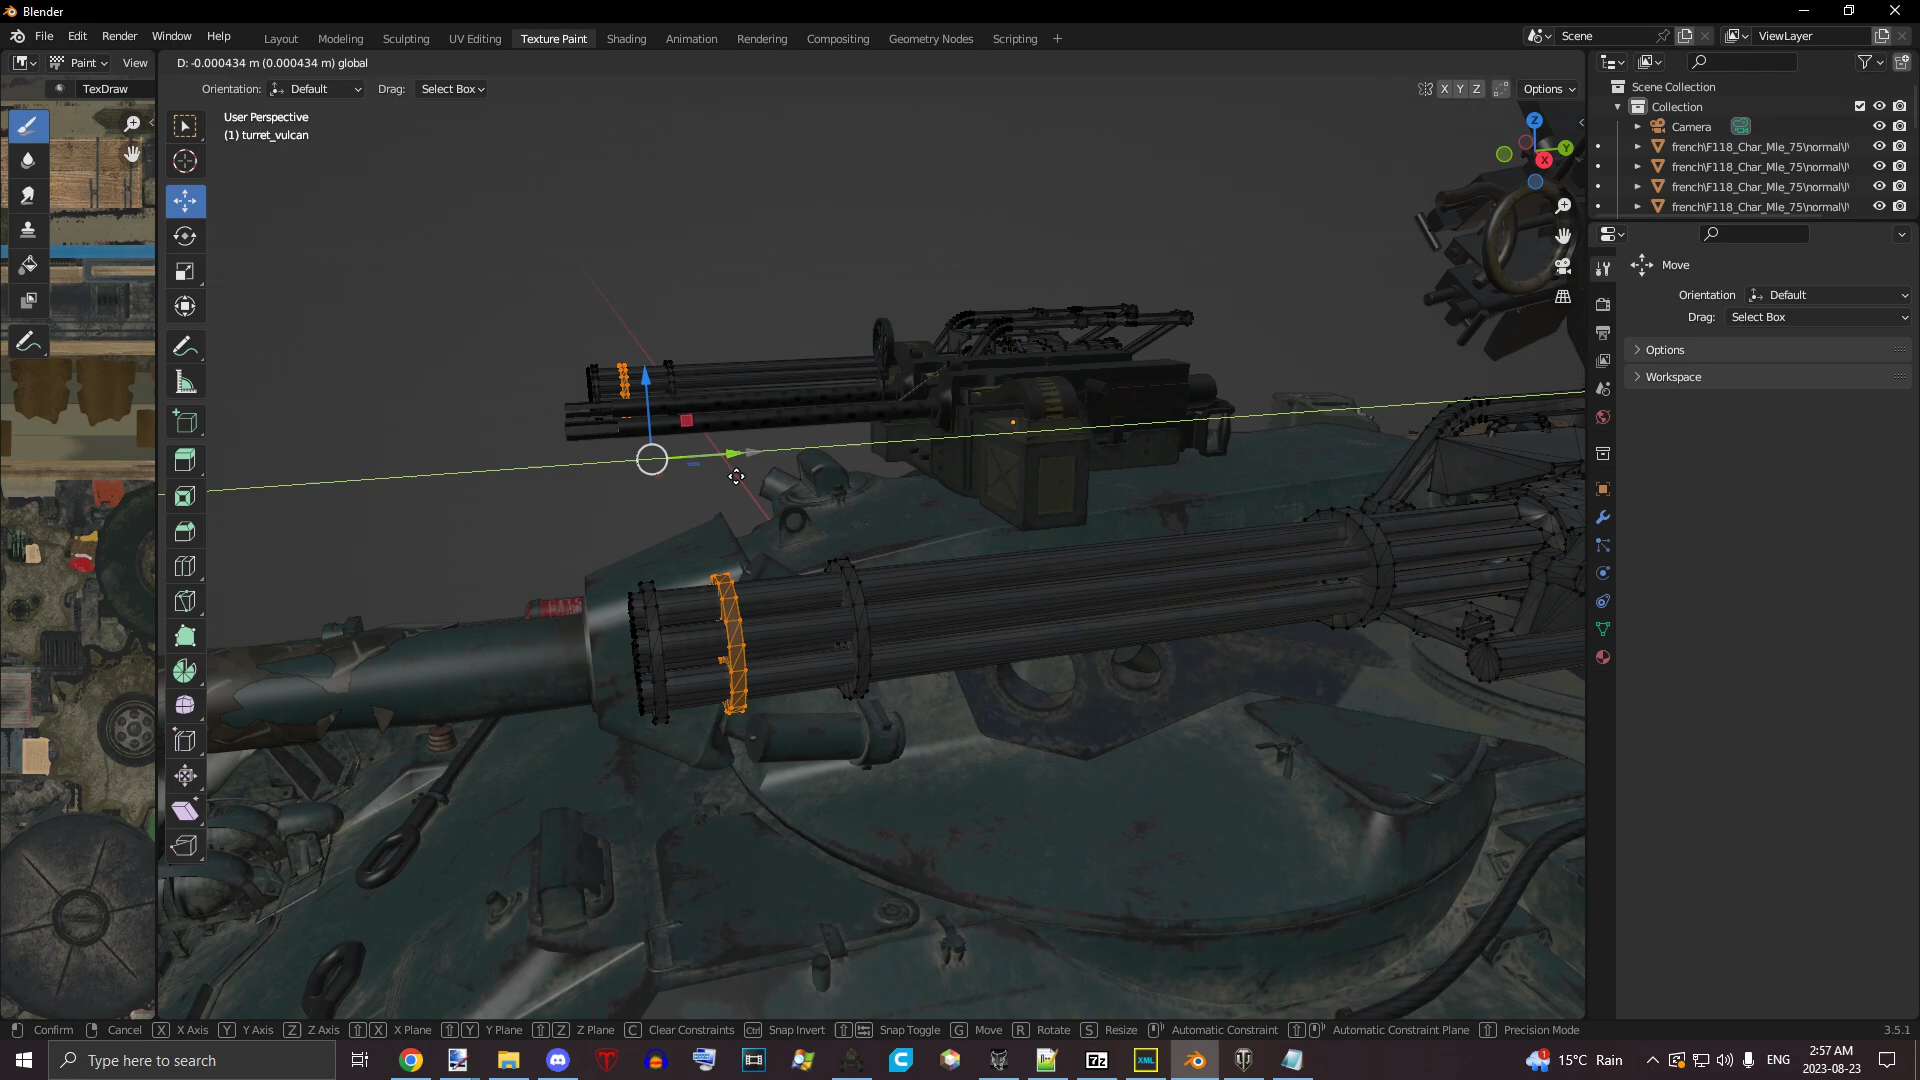 Blender
File Edit Render Window Help
Layout Modeling Sculpting UV Editing Texture Paint Shading Animation Rendering Compositing Geometry Nodes Scripting +
Scene
ViewLayer
Paint View
D: -0.000434 m (0.000434 m) global
TexDraw
Orientation: Default Drag: Select Box
X Y Z
Options
User Perspective
(1) turret_vulcan
Z
Y
X
Scene Collection
Collection
Camera
french\F118_Char_Mle_75\normal\l
french\F118_Char_Mle_75\normal\l
french\F118_Char_Mle_75\normal\l
french\F118_Char_Mle_75\normal\l
Move
Orientation Default
Drag: Select Box
Options
Workspace
Confirm Cancel X X Axis Y Y Axis Z Z Axis X X Plane Y Y Plane Z Z Plane C Clear Constraints Ctrl Snap Invert Snap Toggle G Move R Rotate S Resize Automatic Constraint Automatic Constraint Plane Precision Mode
3.5.1
Type here to search
7z
XML
1
15°C Rain
ENG
2:57 AM
2023-08-23